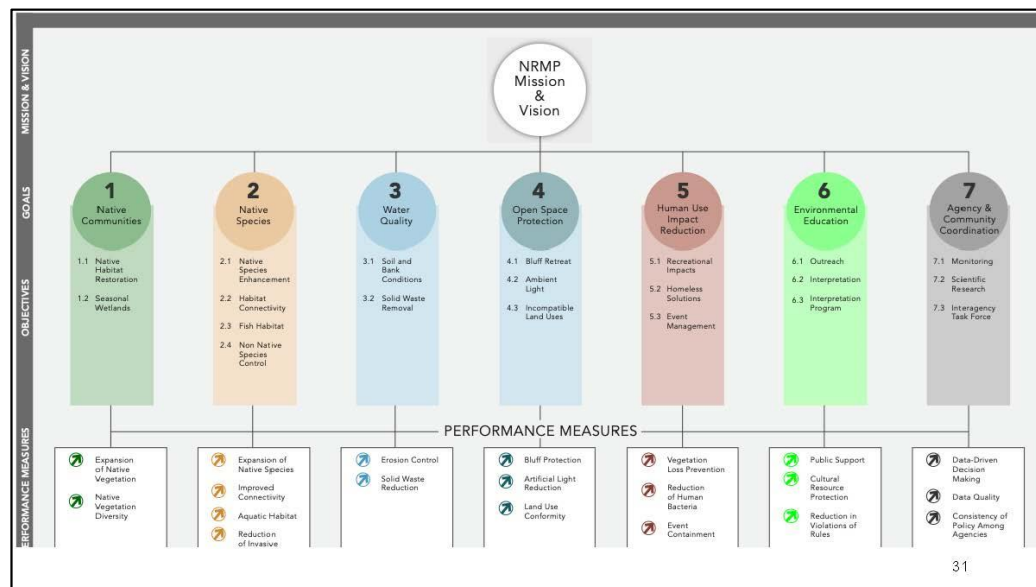 MISSION & VISION
NRMP
Mission
&
Vision
GOALS
1
Native
Communities
2
Native
Species
3
Water
Quality
4
Open Space
Protection
5
Human Use
Impact
Reduction
6
Environmental
Education
7
Agency &
Community
Coordination
OBJECTIVES
1.1 Native
Habitat
Restoration
1.2 Seasonal
Wetlands
2.1 Native
Species
Enhancement
2.2 Habitat
Connectivity
2.3 Fish Habitat
2.4 Non Native
Species
Control
3.1 Soil and
Bank
Conditions
3.2 Solid Waste
Removal
4.1 Bluff Retreat
4.2 Ambient
Light
4.3 Incompatible
Land Uses
5.1 Recreational
Impacts
5.2 Homeless
Solutions
5.3 Event
Management
6.1 Outreach
6.2 Interpretation
6.3 Interpretation
Program
7.1 Monitoring
7.2 Scientific
Research
7.3 Interagency
Task Force
PERFORMANCE MEASURES
PERFORMANCE MEASURES
Expansion
of Native
Vegetation
Native
Vegetation
Diversity
Expansion of
Native Species
Improved
Connectivity
Aquatic Habitat
Reduction
of Invasive
Erosion Control
Solid Waste
Reduction
Bluff Protection
Artificial Light
Reduction
Land Use
Conformity
Vegetation
Loss Prevention
Reduction
of Human
Bacteria
Event
Containment
Public Support
Cultural
Resource
Protection
Reduction in
Violations of
Rules
Data-Driven
Decision
Making
Data Quality
Consistency of
Policy Among
Agencies
31